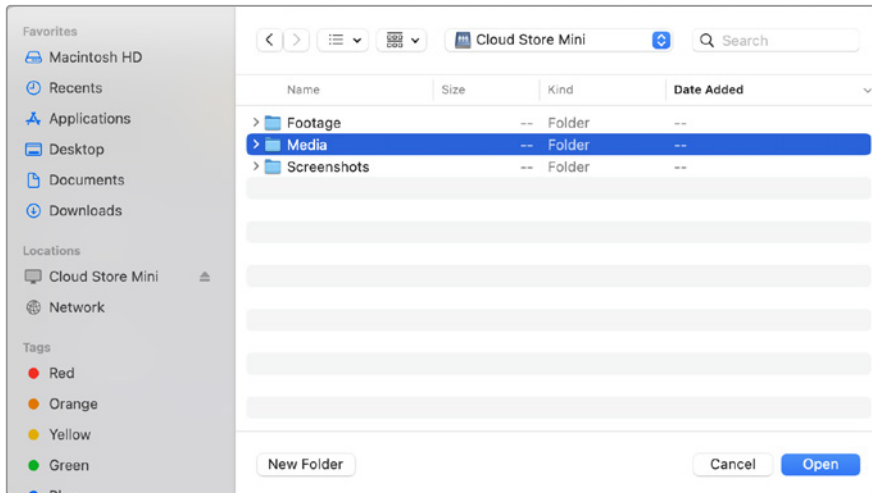 Favorites
Macintosh HD
Recents
Applications
Desktop
Documents
Downloads
Locations
Cloud Store Mini
Network
Tags
Red
Orange
Yellow
Green
Cloud Store Mini
Search
Name Size Kind Date Added
Footage -- Folder --
Media -- Folder --
Screenshots -- Folder --
New Folder Cancel Open